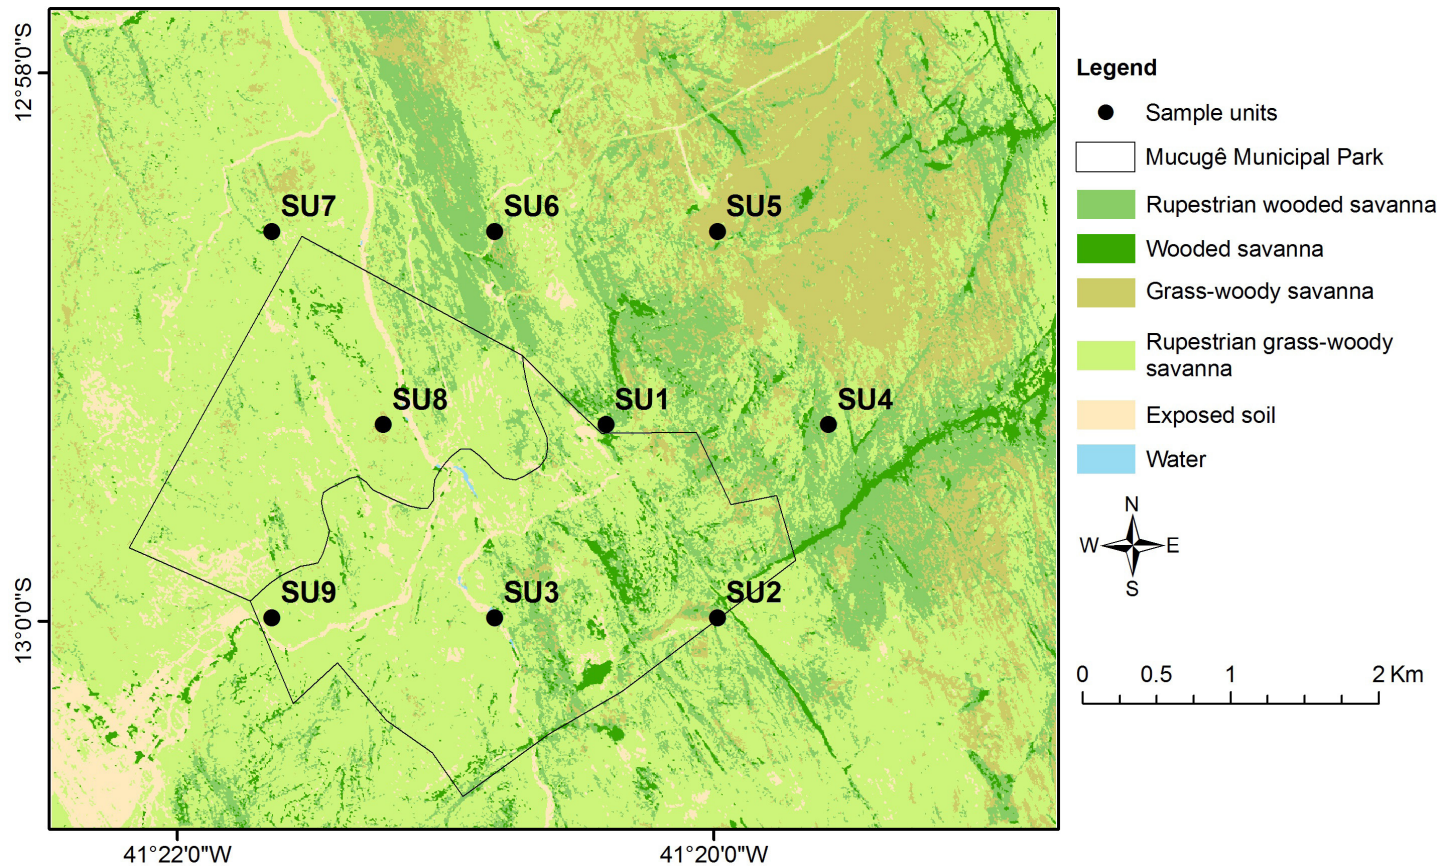 12°58'0"S
13°0'0"S
41°22'0"W
41°20'0"W
SU7
SU6
SU5
SU8
SU1
SU4
SU9
SU3
SU2
Legend
Sample units
Mucugê Municipal Park
Rupestrian wooded savanna
Wooded savanna
Grass-woody savanna
Rupestrian grass-woody
savanna
Exposed soil
Water
N
W E
S
0 0.5 1 2 Km